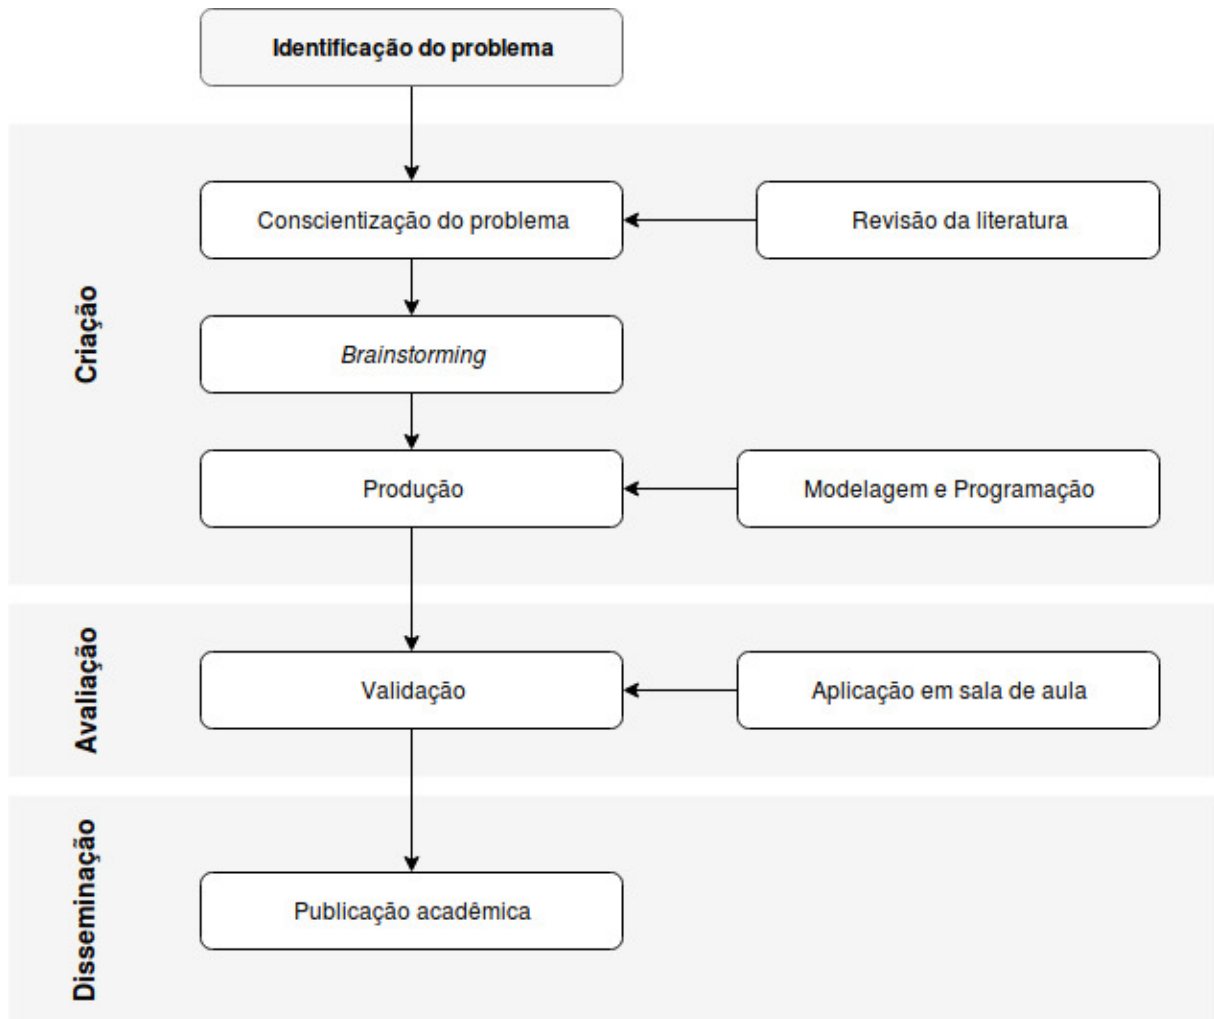 Identificação do problema
Criação
Conscientização do problema
Revisão da literatura
Brainstorming
Produção
Modelagem e Programação
Avaliação
Validação
Aplicação em sala de aula
Disseminação
Publicação acadêmica